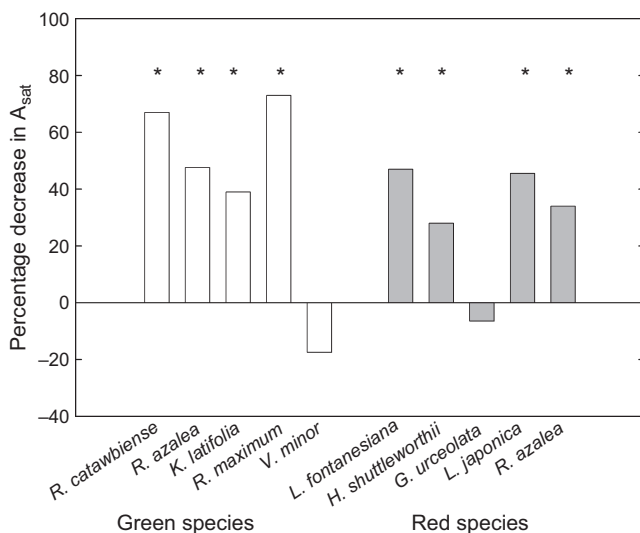 100
80
60
40
20
0
–20
–40
Percentage decrease in Asat
* * * * * * * *
R. catawbiense
R. azalea
K. latifolia
R. maximum
V. minor
L. fontanesiana
H. shuttleworthii
G. urceolata
L. japonica
R. azalea
Green species
Red species